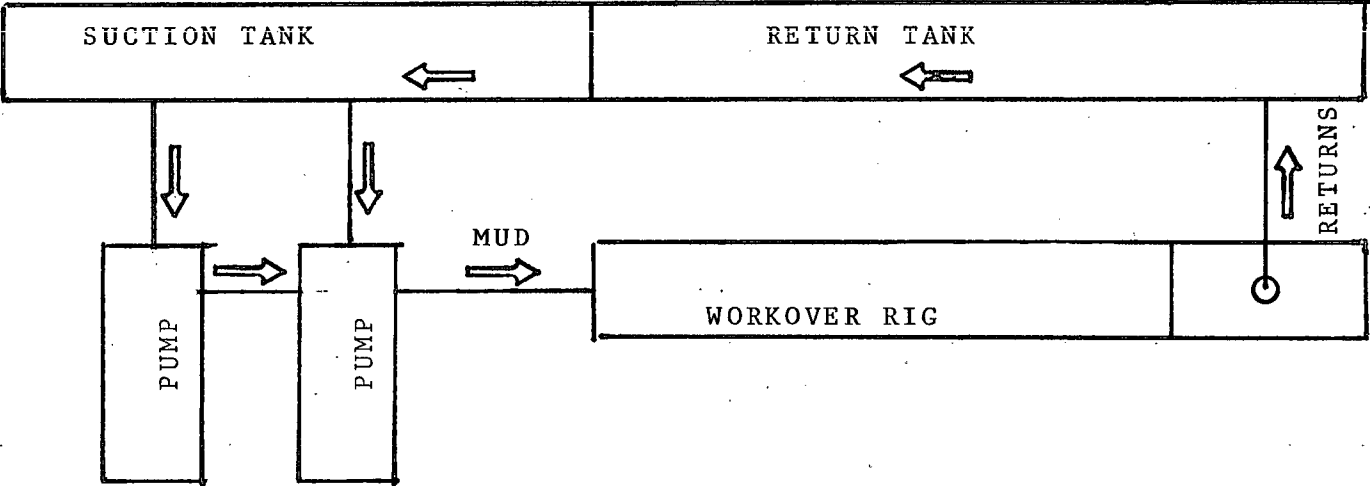 SUCTION TANK
RETURN TANK
RETURNS
MUD
PUMP
PUMP
WORKOVER RIG